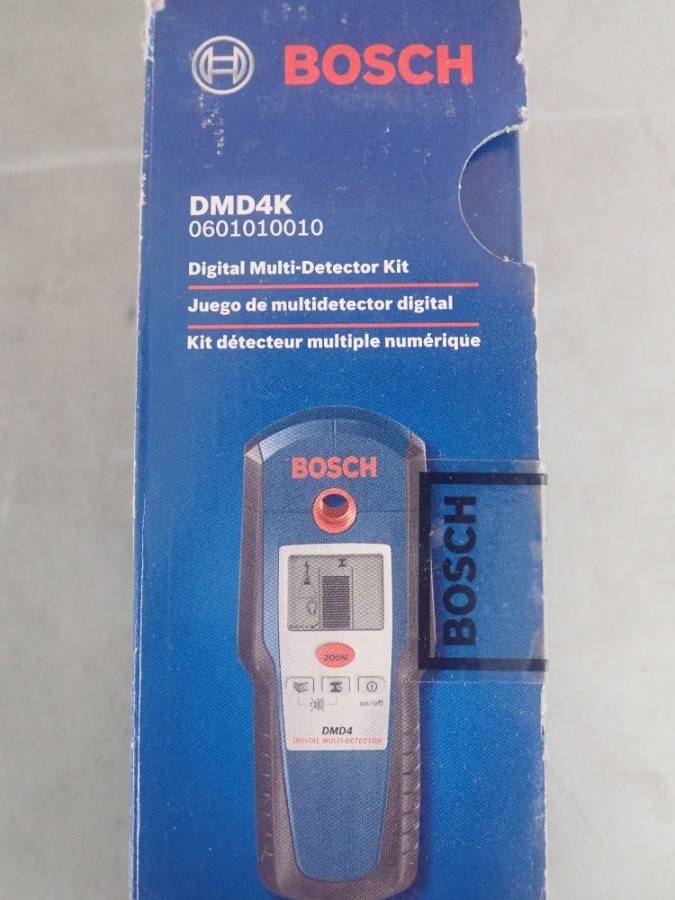 BOSCH
DMD4K
0601010010
Digital Multi-Detector Kit
Juego de multidetector digital
Kit détecteur multiple numérique
BOSCH
BOSCH
ZOOM
on/off
DMD4
DIGITAL MULTI-DETECTOR